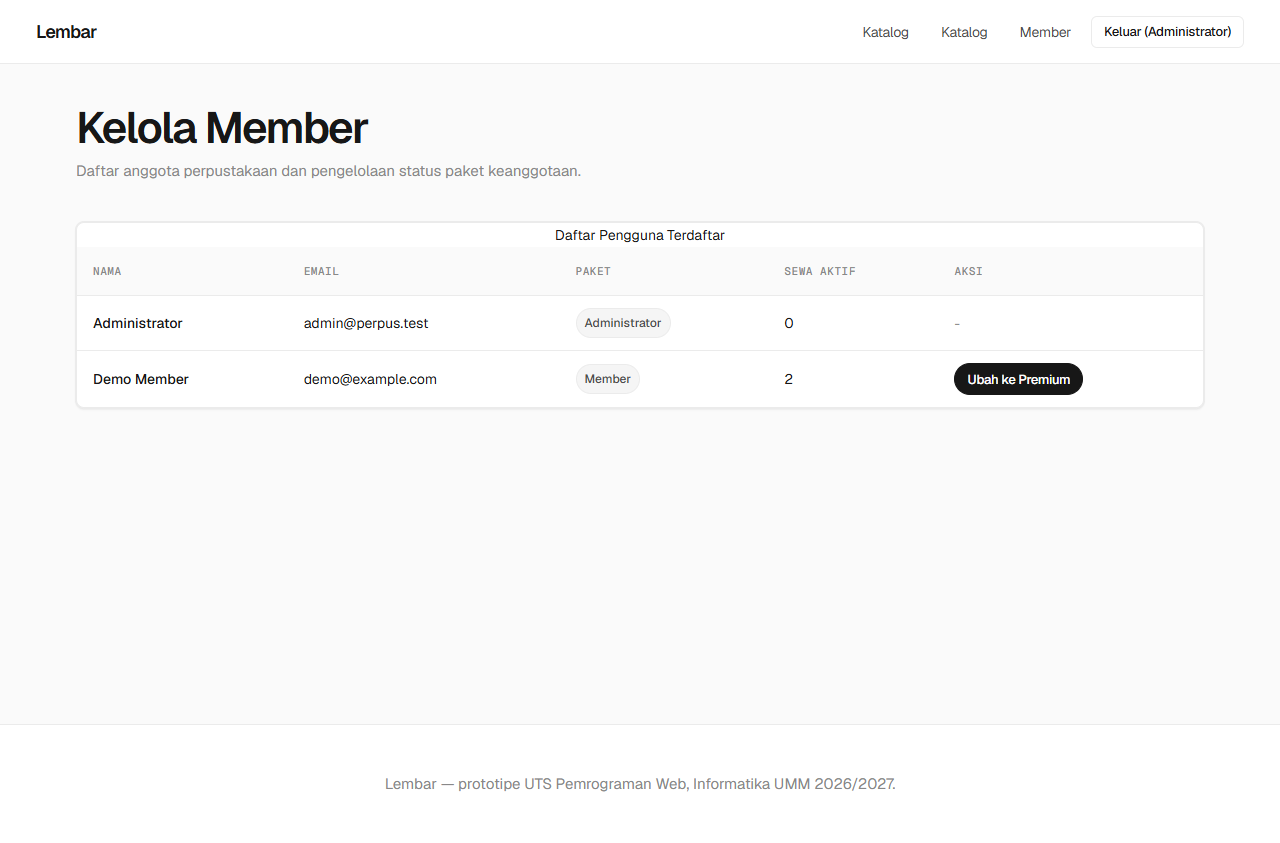 Lembar Katalog Katalog Member Keluar (Administrator)
Kelola Member
Daftar anggota perpustakaan dan pengelolaan status paket keanggotaan.
Daftar Pengguna Terdaftar
NAMA EMAIL PAKET SEWA AKTIF AKSI
Administrator admin@perpus.test Administrator 0 -
Demo Member demo@example.com Member 2 Ubah ke Premium
Lembar — prototipe UTS Pemrograman Web, Informatika UMM 2026/2027.